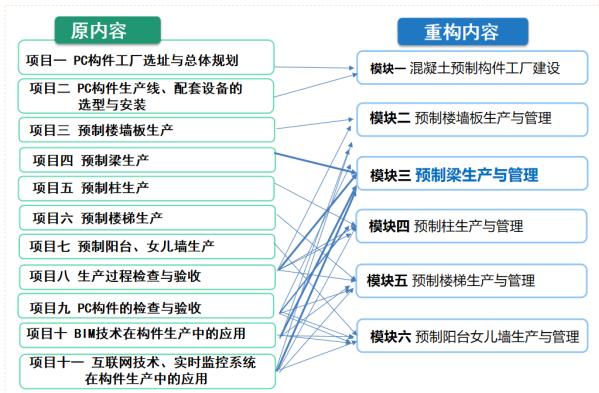 原内容
项目一 PC构件工厂选址与总体规划
项目二 PC构件生产线、配套设备的
选型与安装
项目三 预制楼墙板生产
项目四 预制梁生产
项目五 预制柱生产
项目六 预制楼梯生产
项目七 预制阳台、女儿墙生产
项目八 生产过程检查与验收
项目九 PC构件的检查与验收
项目十 BIM技术在构件生产中的应用
项目十一 互联网技术、实时监控系统
在构件生产中的应用
重构内容
模块一 混凝土预制构件工厂建设
模块二 预制楼墙板生产与管理
模块三 预制梁生产与管理
模块四 预制柱生产与管理
模块五 预制楼梯生产与管理
模块六 预制阳台女儿墙生产与管理